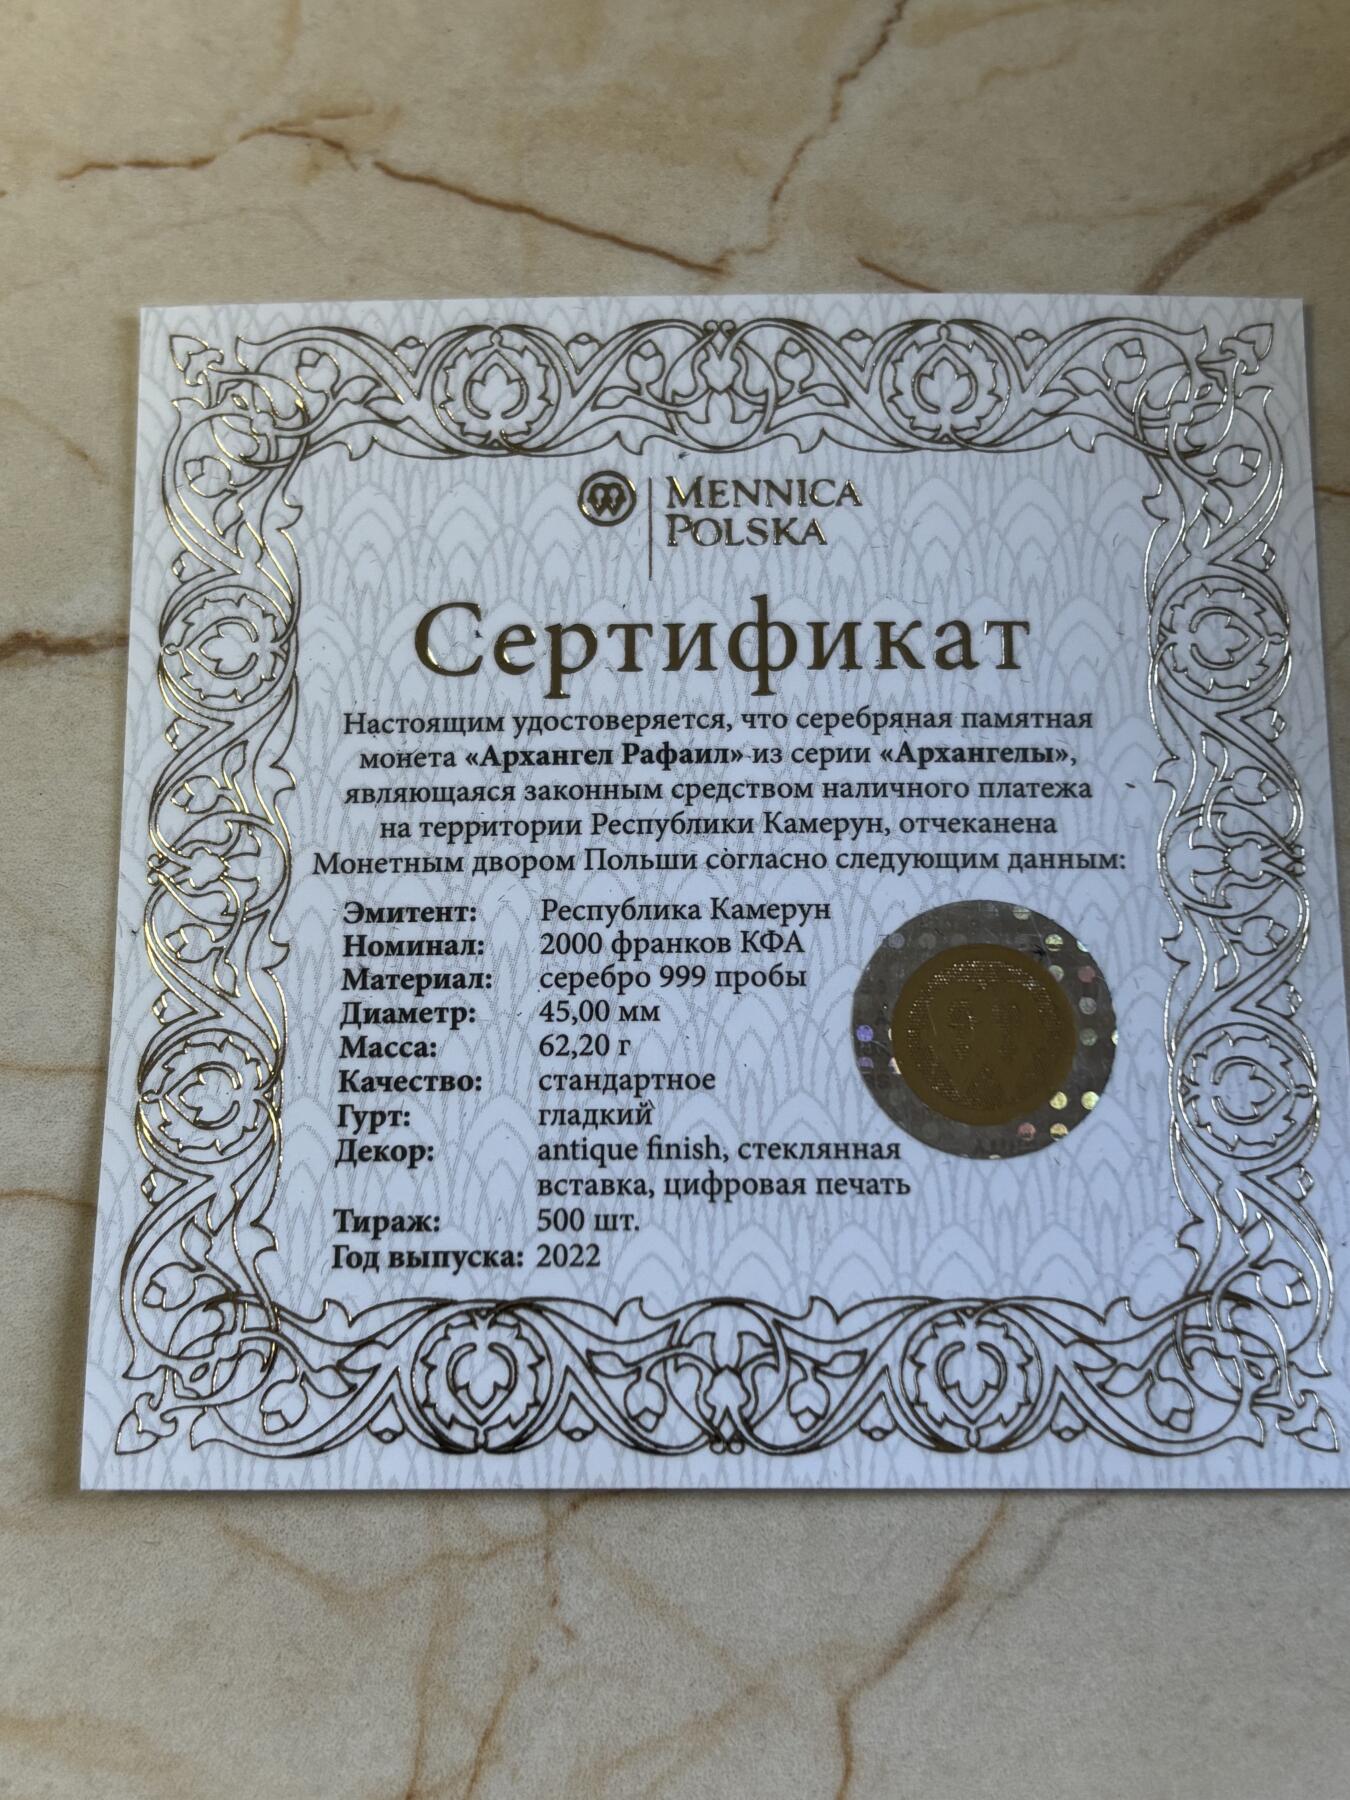 MENNICA
POLSKA
Сертификат
Настоящим удостоверяется, что серебряная памятная
монета «Архангел Рафаил» из серии «Архангелы»,
являющаяся законным средством наличного платежа
на территории Республики Камерун, отчеканена
Монетным двором Польши согласно следующим данным:
Эмитент: Республика Камерун
Номинал: 2000 франков КФА
Материал: серебро 999 пробы
Диаметр: 45,00 мм
Масса: 62,20 г
Качество: стандартное
Гурт: гладкий
Декор: antique finish, стеклянная
вставка, цифровая печать
Тираж: 500 шт.
Год выпуска: 2022